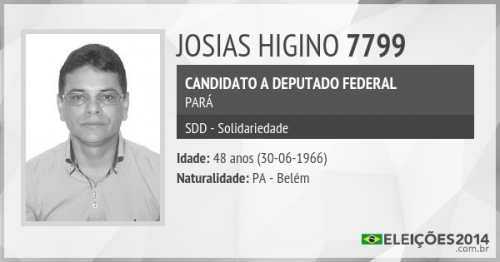 JOSIAS HIGINO 7799
CANDIDATO A DEPUTADO FEDERAL
PARÁ
SDD - Solidariedade
Idade: 48 anos (30-06-1966)
Naturalidade: PA - Belém
ELEIÇÕES2014
.com.br